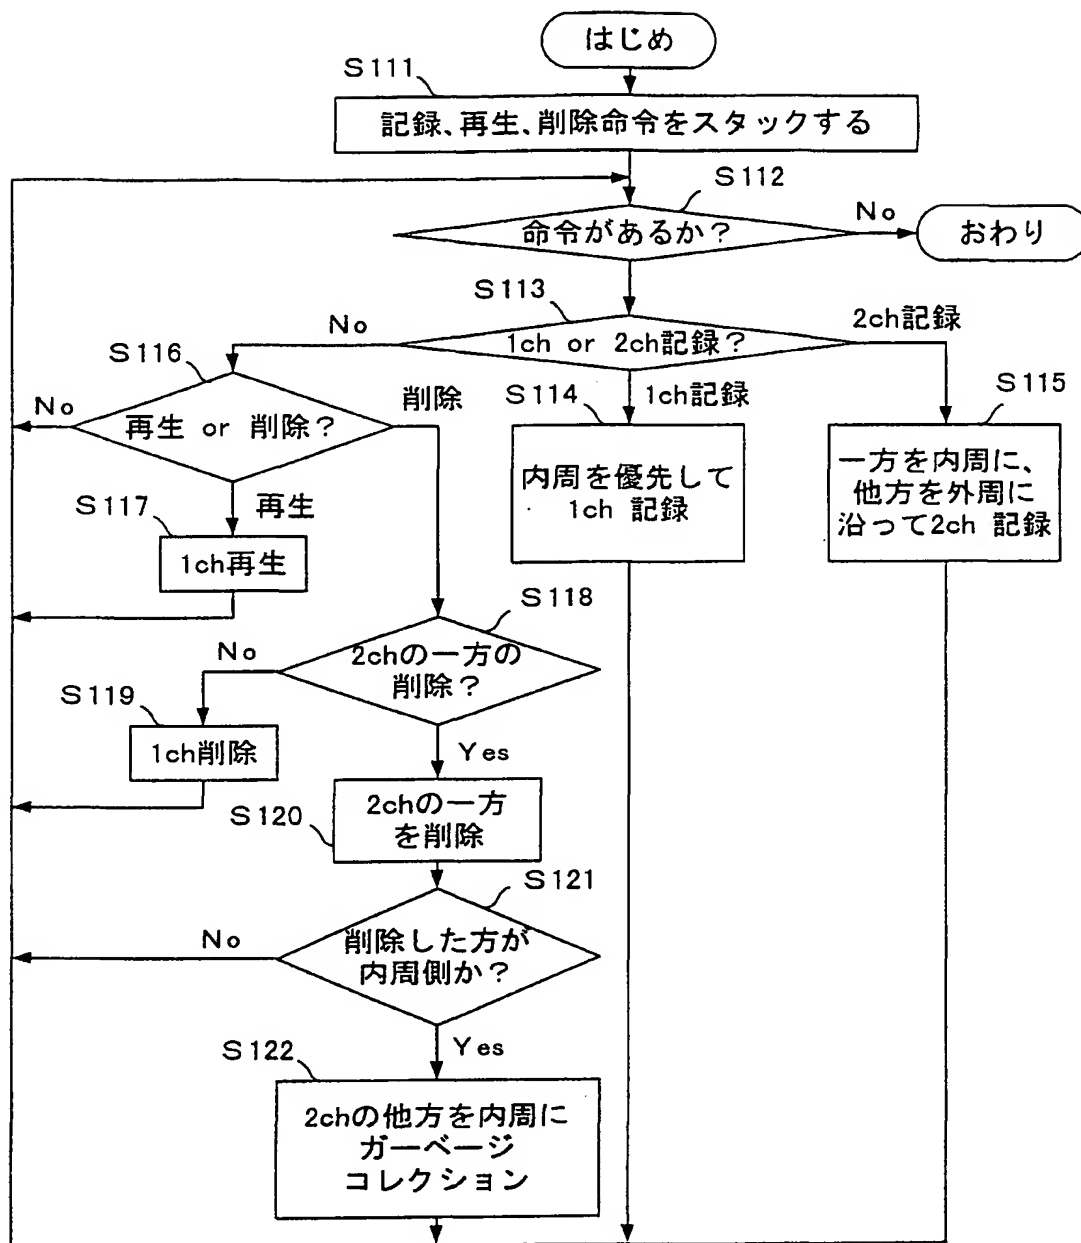 はじめ
S111
記録、再生、削除命令をスタックする
S112
命令があるか？
No
おわり
S113
1ch or 2ch記録？
No
2ch記録
S116
No
再生 or 削除？
削除
S114
1ch記録
S115
内周を優先して
1ch 記録
一方を内周に、
他方を外周に
沿って2ch 記録
S117
再生
1ch再生
S118
No
2chの一方の
削除？
S119
1ch削除
Yes
S120
2chの一方
を削除
S121
No
削除した方が
内周側か？
Yes
S122
2chの他方を内周に
ガーベージ
コレクション